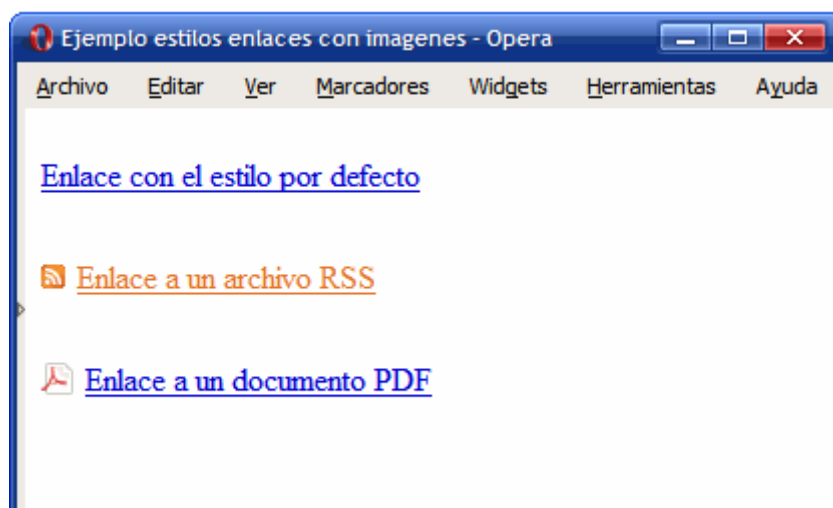 Ejemplo estilos enlaces con imagenes - Opera
Archivo Editar Ver Marcadores Widgets Herramientas Ayuda
Enlace con el estilo por defecto
Enlace a un archivo RSS
Enlace a un documento PDF